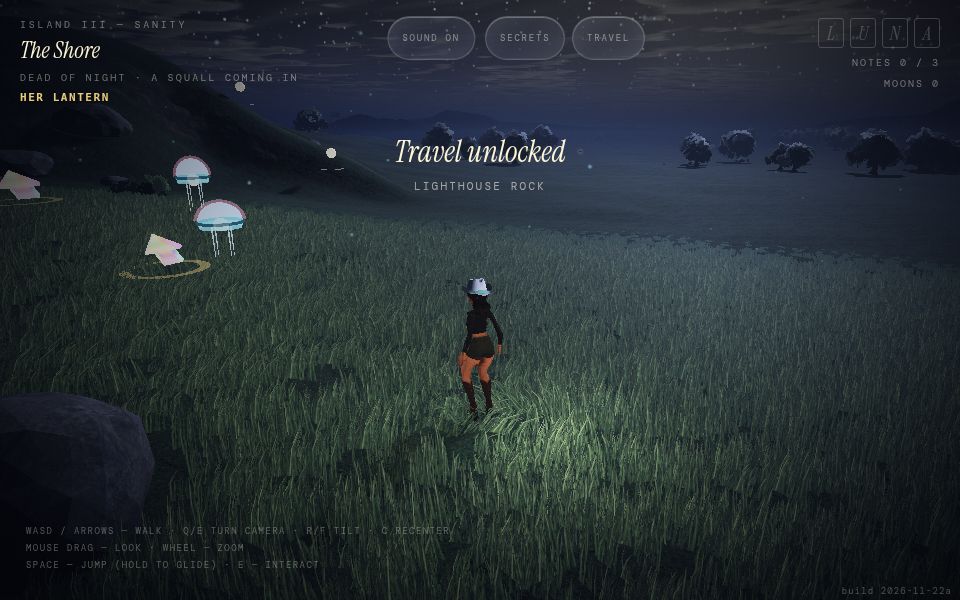 ISLAND III — SANITY
The Shore
DEAD OF NIGHT · A SQUALL COMING IN
HER LANTERN
SOUND ON
SECRETS
TRAVEL
L U N A
NOTES 0 / 3
MOONS 0
Travel unlocked
LIGHTHOUSE ROCK
WASD / ARROWS — WALK · Q/E TURN CAMERA · R/F TILT · C RECENTER
MOUSE DRAG — LOOK · WHEEL — ZOOM
SPACE — JUMP (HOLD TO GLIDE) · E — INTERACT
build 2026-11-22a